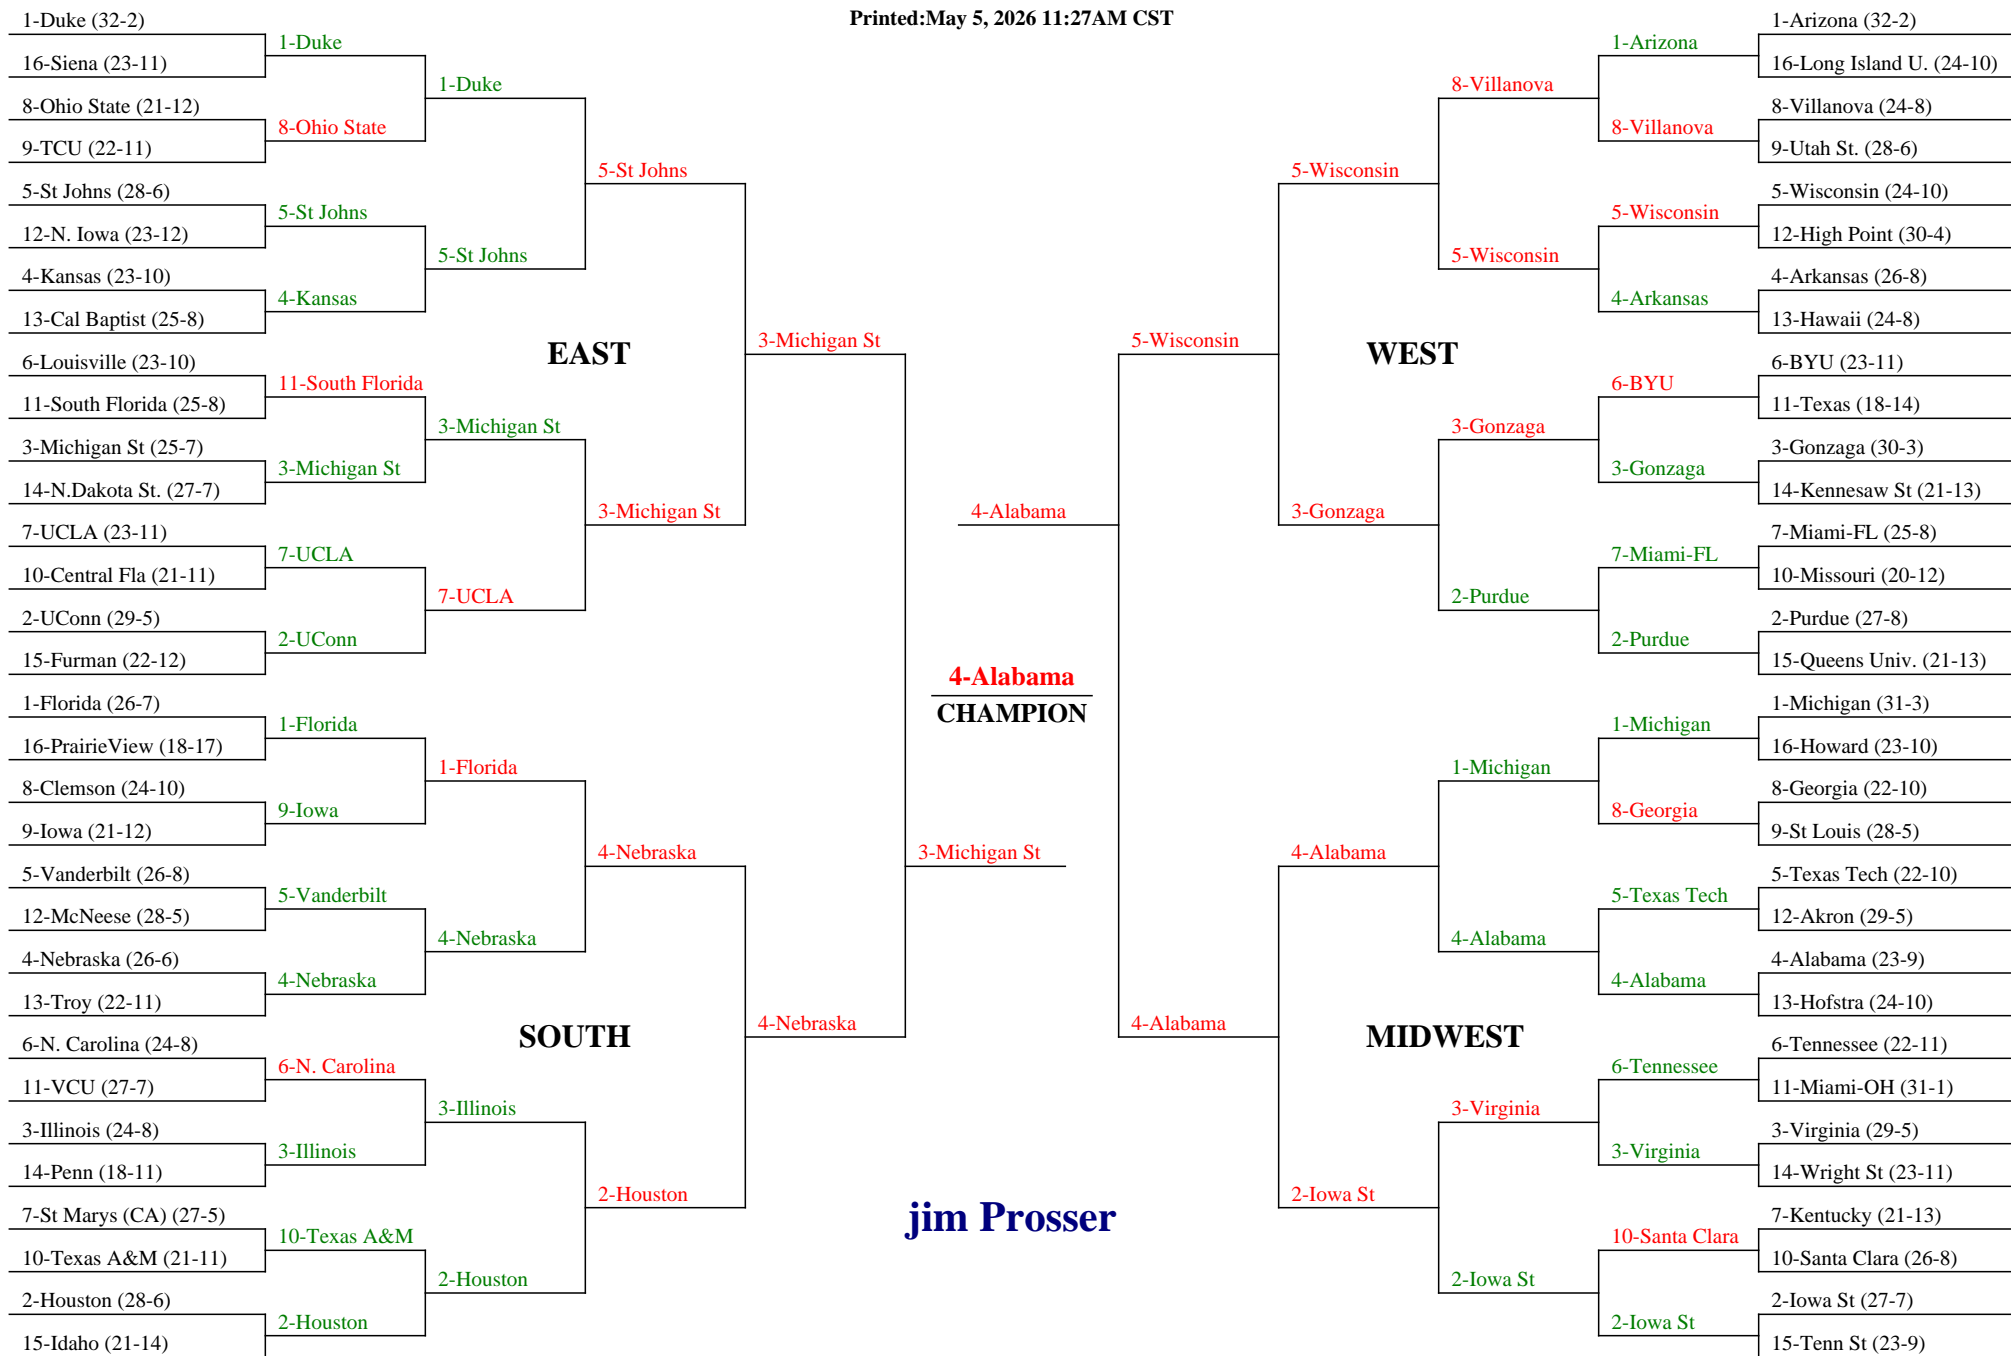 Printed:May 5, 2026 11:27AM CST
1-Duke (32-2)
16-Siena (23-11)
8-Ohio State (21-12)
9-TCU (22-11)
5-St Johns (28-6)
12-N. Iowa (23-12)
4-Kansas (23-10)
13-Cal Baptist (25-8)
6-Louisville (23-10)
11-South Florida (25-8)
3-Michigan St (25-7)
14-N.Dakota St. (27-7)
7-UCLA (23-11)
10-Central Fla (21-11)
2-UConn (29-5)
15-Furman (22-12)
1-Florida (26-7)
16-PrairieView (18-17)
8-Clemson (24-10)
9-Iowa (21-12)
5-Vanderbilt (26-8)
12-McNeese (28-5)
4-Nebraska (26-6)
13-Troy (22-11)
6-N. Carolina (24-8)
11-VCU (27-7)
3-Illinois (24-8)
14-Penn (18-11)
7-St Marys (CA) (27-5)
10-Texas A&M (21-11)
2-Houston (28-6)
15-Idaho (21-14)
1-Duke
8-Ohio State
5-St Johns
4-Kansas
11-South Florida
3-Michigan St
7-UCLA
2-UConn
1-Florida
9-Iowa
5-Vanderbilt
4-Nebraska
6-N. Carolina
3-Illinois
10-Texas A&M
2-Houston
1-Duke
5-St Johns
3-Michigan St
7-UCLA
1-Florida
4-Nebraska
3-Illinois
2-Houston
5-St Johns
3-Michigan St
4-Nebraska
2-Houston
EAST
SOUTH
3-Michigan St
4-Nebraska
3-Michigan St
4-Alabama
4-Alabama
CHAMPION
jim Prosser
5-Wisconsin
4-Alabama
WEST
MIDWEST
5-Wisconsin
3-Gonzaga
4-Alabama
2-Iowa St
8-Villanova
5-Wisconsin
3-Gonzaga
2-Purdue
1-Michigan
4-Alabama
3-Virginia
2-Iowa St
1-Arizona
8-Villanova
5-Wisconsin
4-Arkansas
6-BYU
3-Gonzaga
7-Miami-FL
2-Purdue
1-Michigan
8-Georgia
5-Texas Tech
4-Alabama
6-Tennessee
3-Virginia
10-Santa Clara
2-Iowa St
1-Arizona (32-2)
16-Long Island U. (24-10)
8-Villanova (24-8)
9-Utah St. (28-6)
5-Wisconsin (24-10)
12-High Point (30-4)
4-Arkansas (26-8)
13-Hawaii (24-8)
6-BYU (23-11)
11-Texas (18-14)
3-Gonzaga (30-3)
14-Kennesaw St (21-13)
7-Miami-FL (25-8)
10-Missouri (20-12)
2-Purdue (27-8)
15-Queens Univ. (21-13)
1-Michigan (31-3)
16-Howard (23-10)
8-Georgia (22-10)
9-St Louis (28-5)
5-Texas Tech (22-10)
12-Akron (29-5)
4-Alabama (23-9)
13-Hofstra (24-10)
6-Tennessee (22-11)
11-Miami-OH (31-1)
3-Virginia (29-5)
14-Wright St (23-11)
7-Kentucky (21-13)
10-Santa Clara (26-8)
2-Iowa St (27-7)
15-Tenn St (23-9)